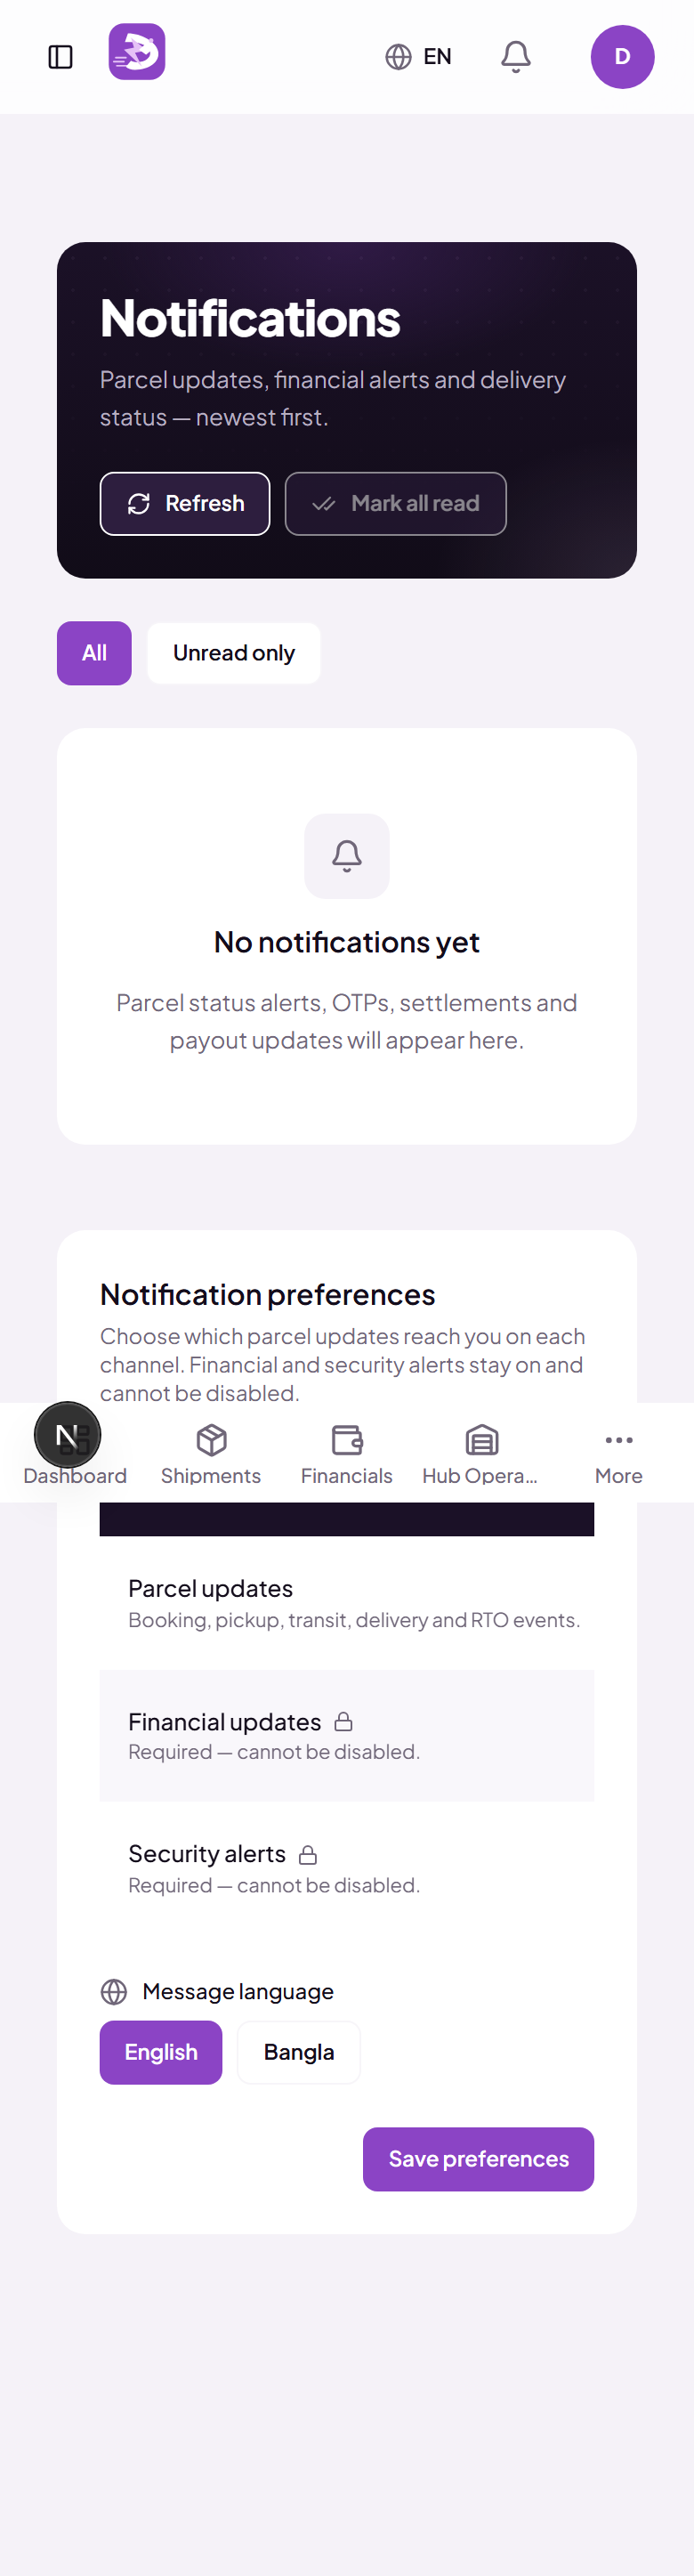 EN
D
Notifications
Parcel updates, financial alerts and delivery
status — newest first.
Refresh
Mark all read
All
Unread only
No notifications yet
Parcel status alerts, OTPs, settlements and
payout updates will appear here.
Notification preferences
Choose which parcel updates reach you on each
channel. Financial and security alerts stay on and
cannot be disabled.
N
Dashboard
Shipments
Financials
Hub Opera...
More
Parcel updates
Booking, pickup, transit, delivery and RTO events.
Financial updates
Required — cannot be disabled.
Security alerts
Required — cannot be disabled.
Message language
English
Bangla
Save preferences